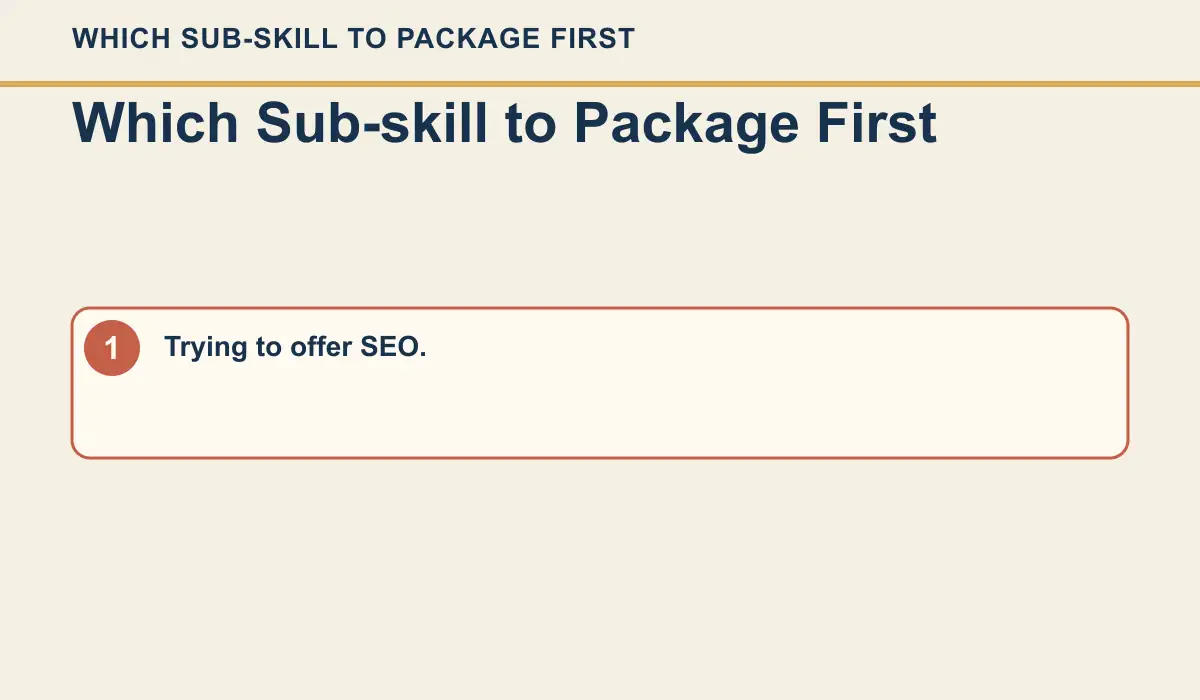 WHICH SUB-SKILL TO PACKAGE FIRST
Which Sub-skill to Package First
1 Trying to offer SEO.